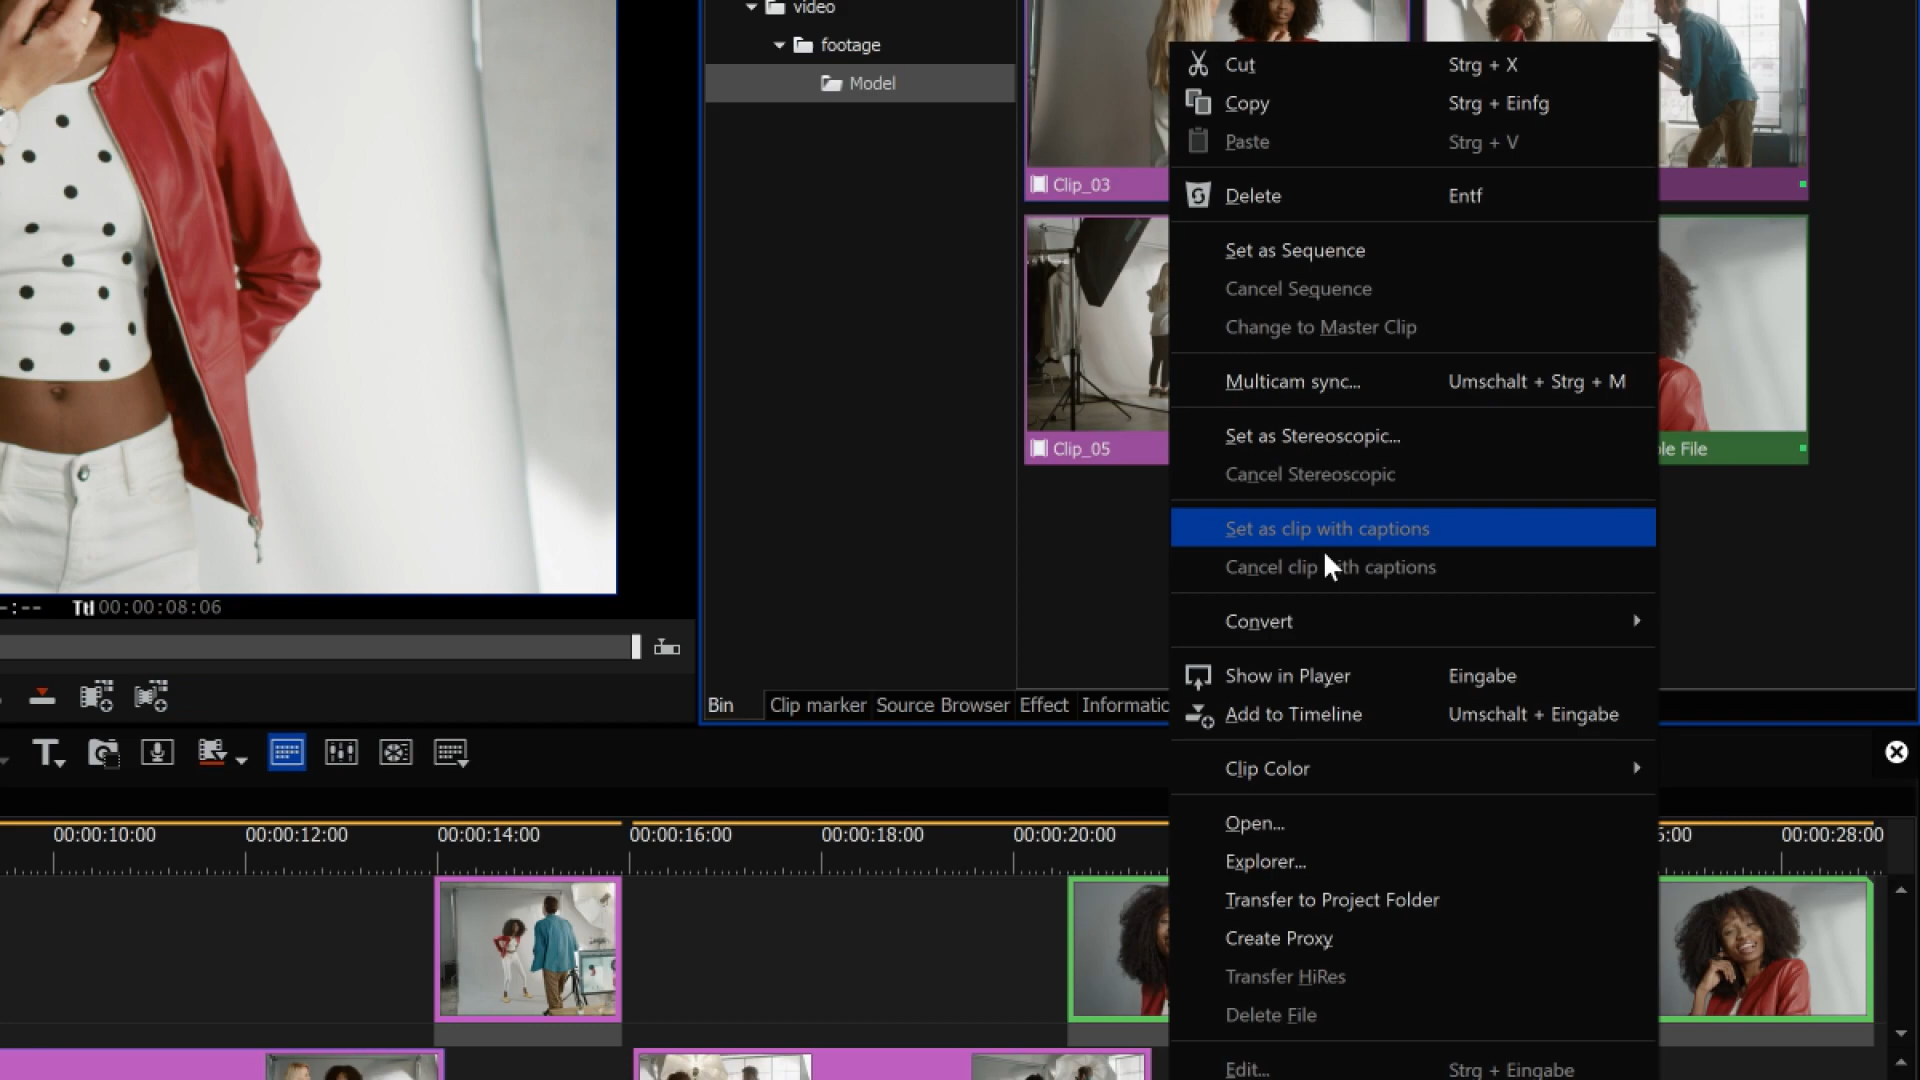 video
footage
Model
Clip_03
Clip_05
le File
Cut Strg + X
Copy Strg + Einfg
Paste Strg + V
Delete Entf
Set as Sequence
Cancel Sequence
Change to Master Clip
Multicam sync... Umschalt + Strg + M
Set as Stereoscopic...
Cancel Stereoscopic
Set as clip with captions
Cancel clip with captions
Convert
Show in Player Eingabe
Add to Timeline Umschalt + Eingabe
Clip Color
Open...
Explorer...
Transfer to Project Folder
Create Proxy
Transfer HiRes
Delete File
Edit... Strg + Eingabe
-:-- Ttl 00:00:08:06
Bin Clip marker Source Browser Effect Informatic
00:00:10:00 00:00:12:00 00:00:14:00 00:00:16:00 00:00:18:00 00:00:20:00 5:00 00:00:28:00